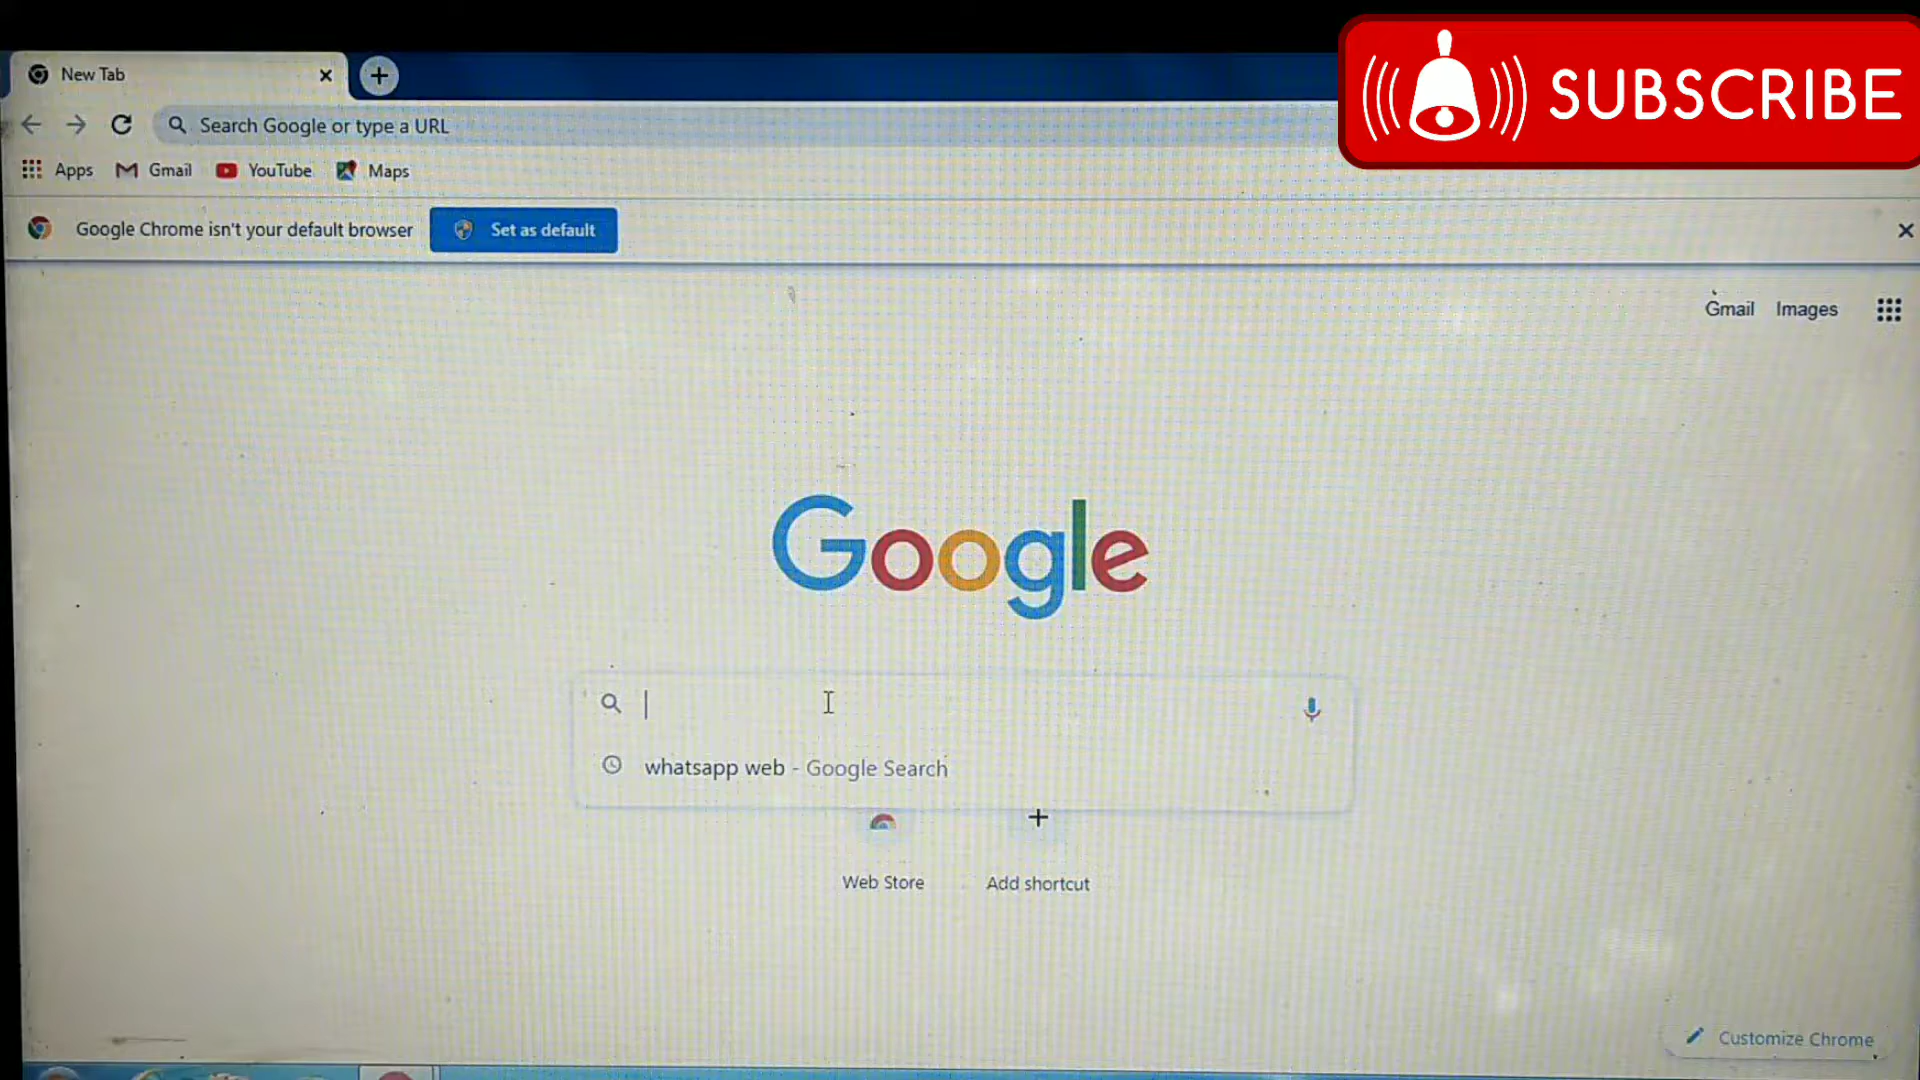 New Tab
SUBSCRIBE
Search Google or type a URL
Apps Gmail YouTube Maps
Google Chrome isn't your default browser Set as default
Gmail Images
Google
whatsapp web - Google Search
Web Store Add shortcut
Customize Chrome